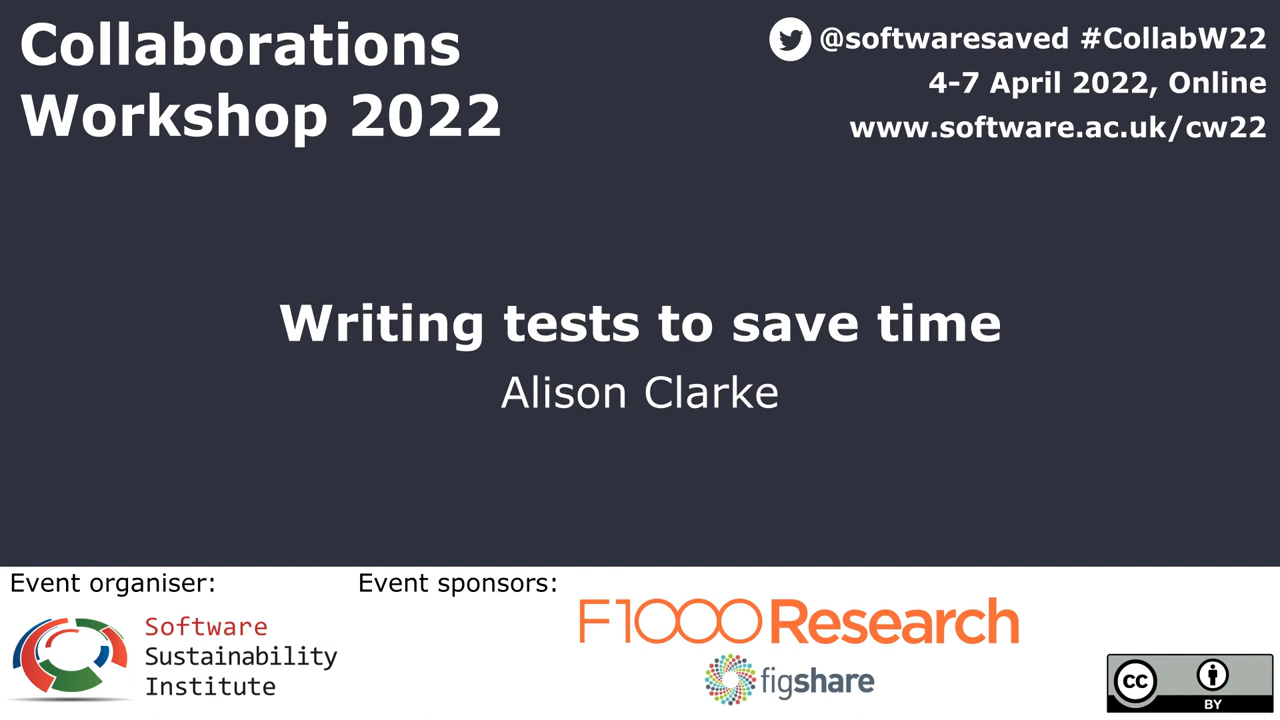 Collaborations
Workshop 2022
@softwaresaved #CollabW22
4-7 April 2022, Online
www.software.ac.uk/cw22
Writing tests to save time
Alison Clarke
Event organiser:
Event sponsors:
Software
Sustainability
Institute
F1000Research
figshare
cc
BY